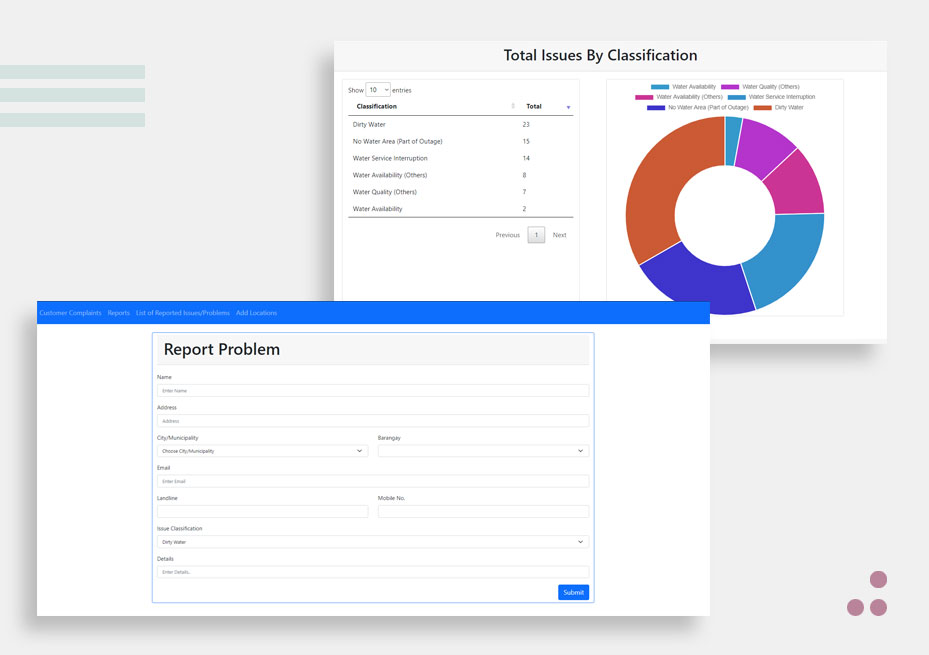 Total Issues By Classification
Show 10 entries
Classification Total
Dirty Water 23
No Water Area (Part of Outage) 15
Water Service Interruption 14
Water Availability (Others) 8
Water Quality (Others) 7
Water Availability 2
Previous 1 Next
Water Availability Water Quality (Others)
Water Availability (Others) Water Service Interruption
No Water Area (Part of Outage) Dirty Water
Customer Complaints Reports List of Reported Issues/Problems Add Locations
Report Problem
Name
Enter Name
Address
Address
City/Municipality Barangay
Choose City/Municipality
Email
Enter Email
Landline Mobile No.
Issue Classification
Dirty Water
Details
Enter Details..
Submit